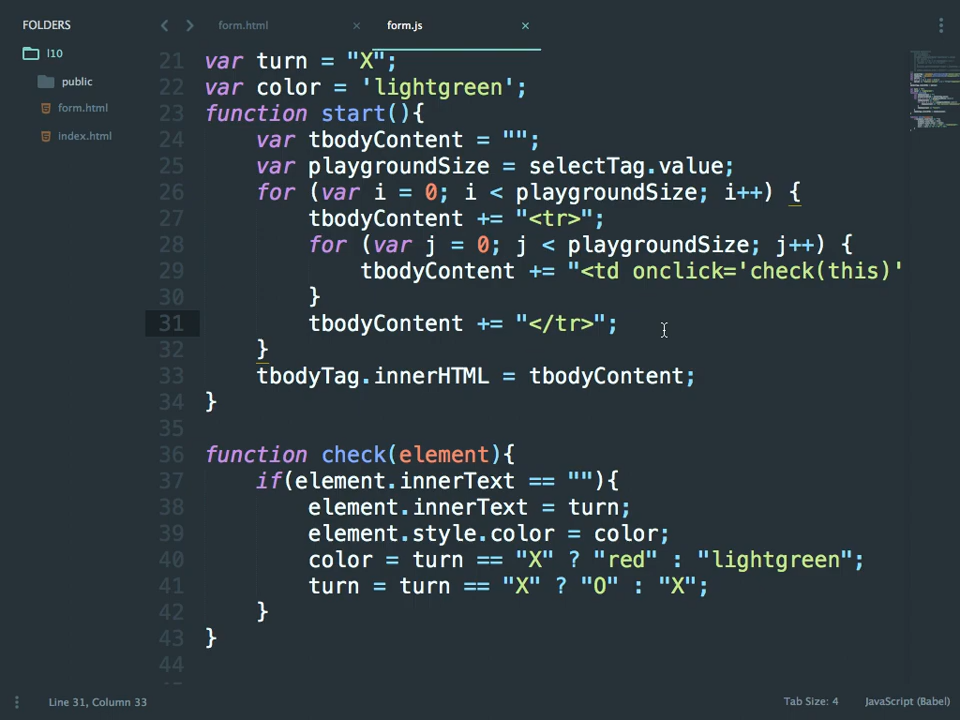 FOLDERS
l10
public
form.html
index.html
form.html × form.js ×
21 var turn = "X";
22 var color = 'lightgreen';
23 function start(){
24 var tbodyContent = "";
25 var playgroundSize = selectTag.value;
26 for (var i = 0; i < playgroundSize; i++) {
27 tbodyContent += "<tr>";
28 for (var j = 0; j < playgroundSize; j++) {
29 tbodyContent += "<td onclick='check(this)'
30 }
31 tbodyContent += "</tr>";
32 }
33 tbodyTag.innerHTML = tbodyContent;
34 }
35
36 function check(element){
37 if(element.innerText == ""){
38 element.innerText = turn;
39 element.style.color = color;
40 color = turn == "X" ? "red" : "lightgreen";
41 turn = turn == "X" ? "O" : "X";
42 }
43 }
44
Line 31, Column 33
Tab Size: 4
JavaScript (Babel)